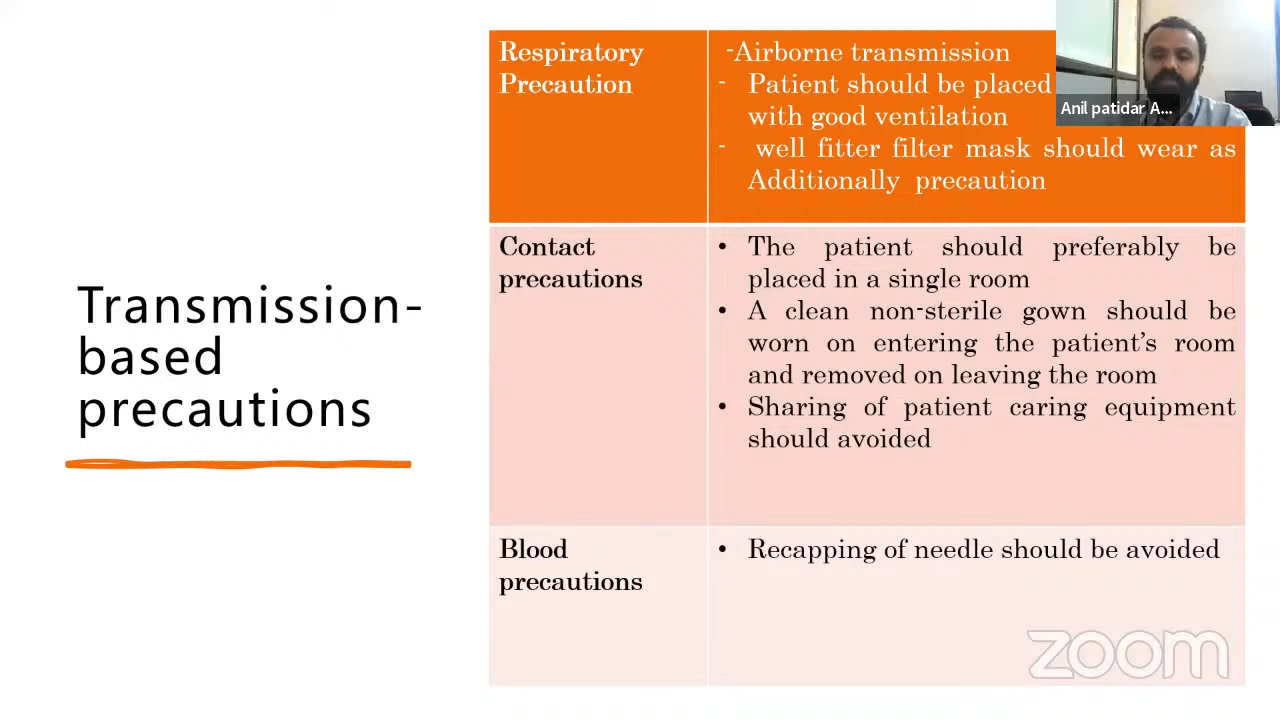 Transmission-
based
precautions
Respiratory
Precaution
-Airborne transmission
- Patient should be placed
with good ventilation
- well fitter filter mask should wear as
Additionally precaution
Contact
precautions
• The patient should preferably be
placed in a single room
• A clean non-sterile gown should be
worn on entering the patient's room
and removed on leaving the room
• Sharing of patient caring equipment
should avoided
Blood
precautions
• Recapping of needle should be avoided
Anil patidar A...
zoom